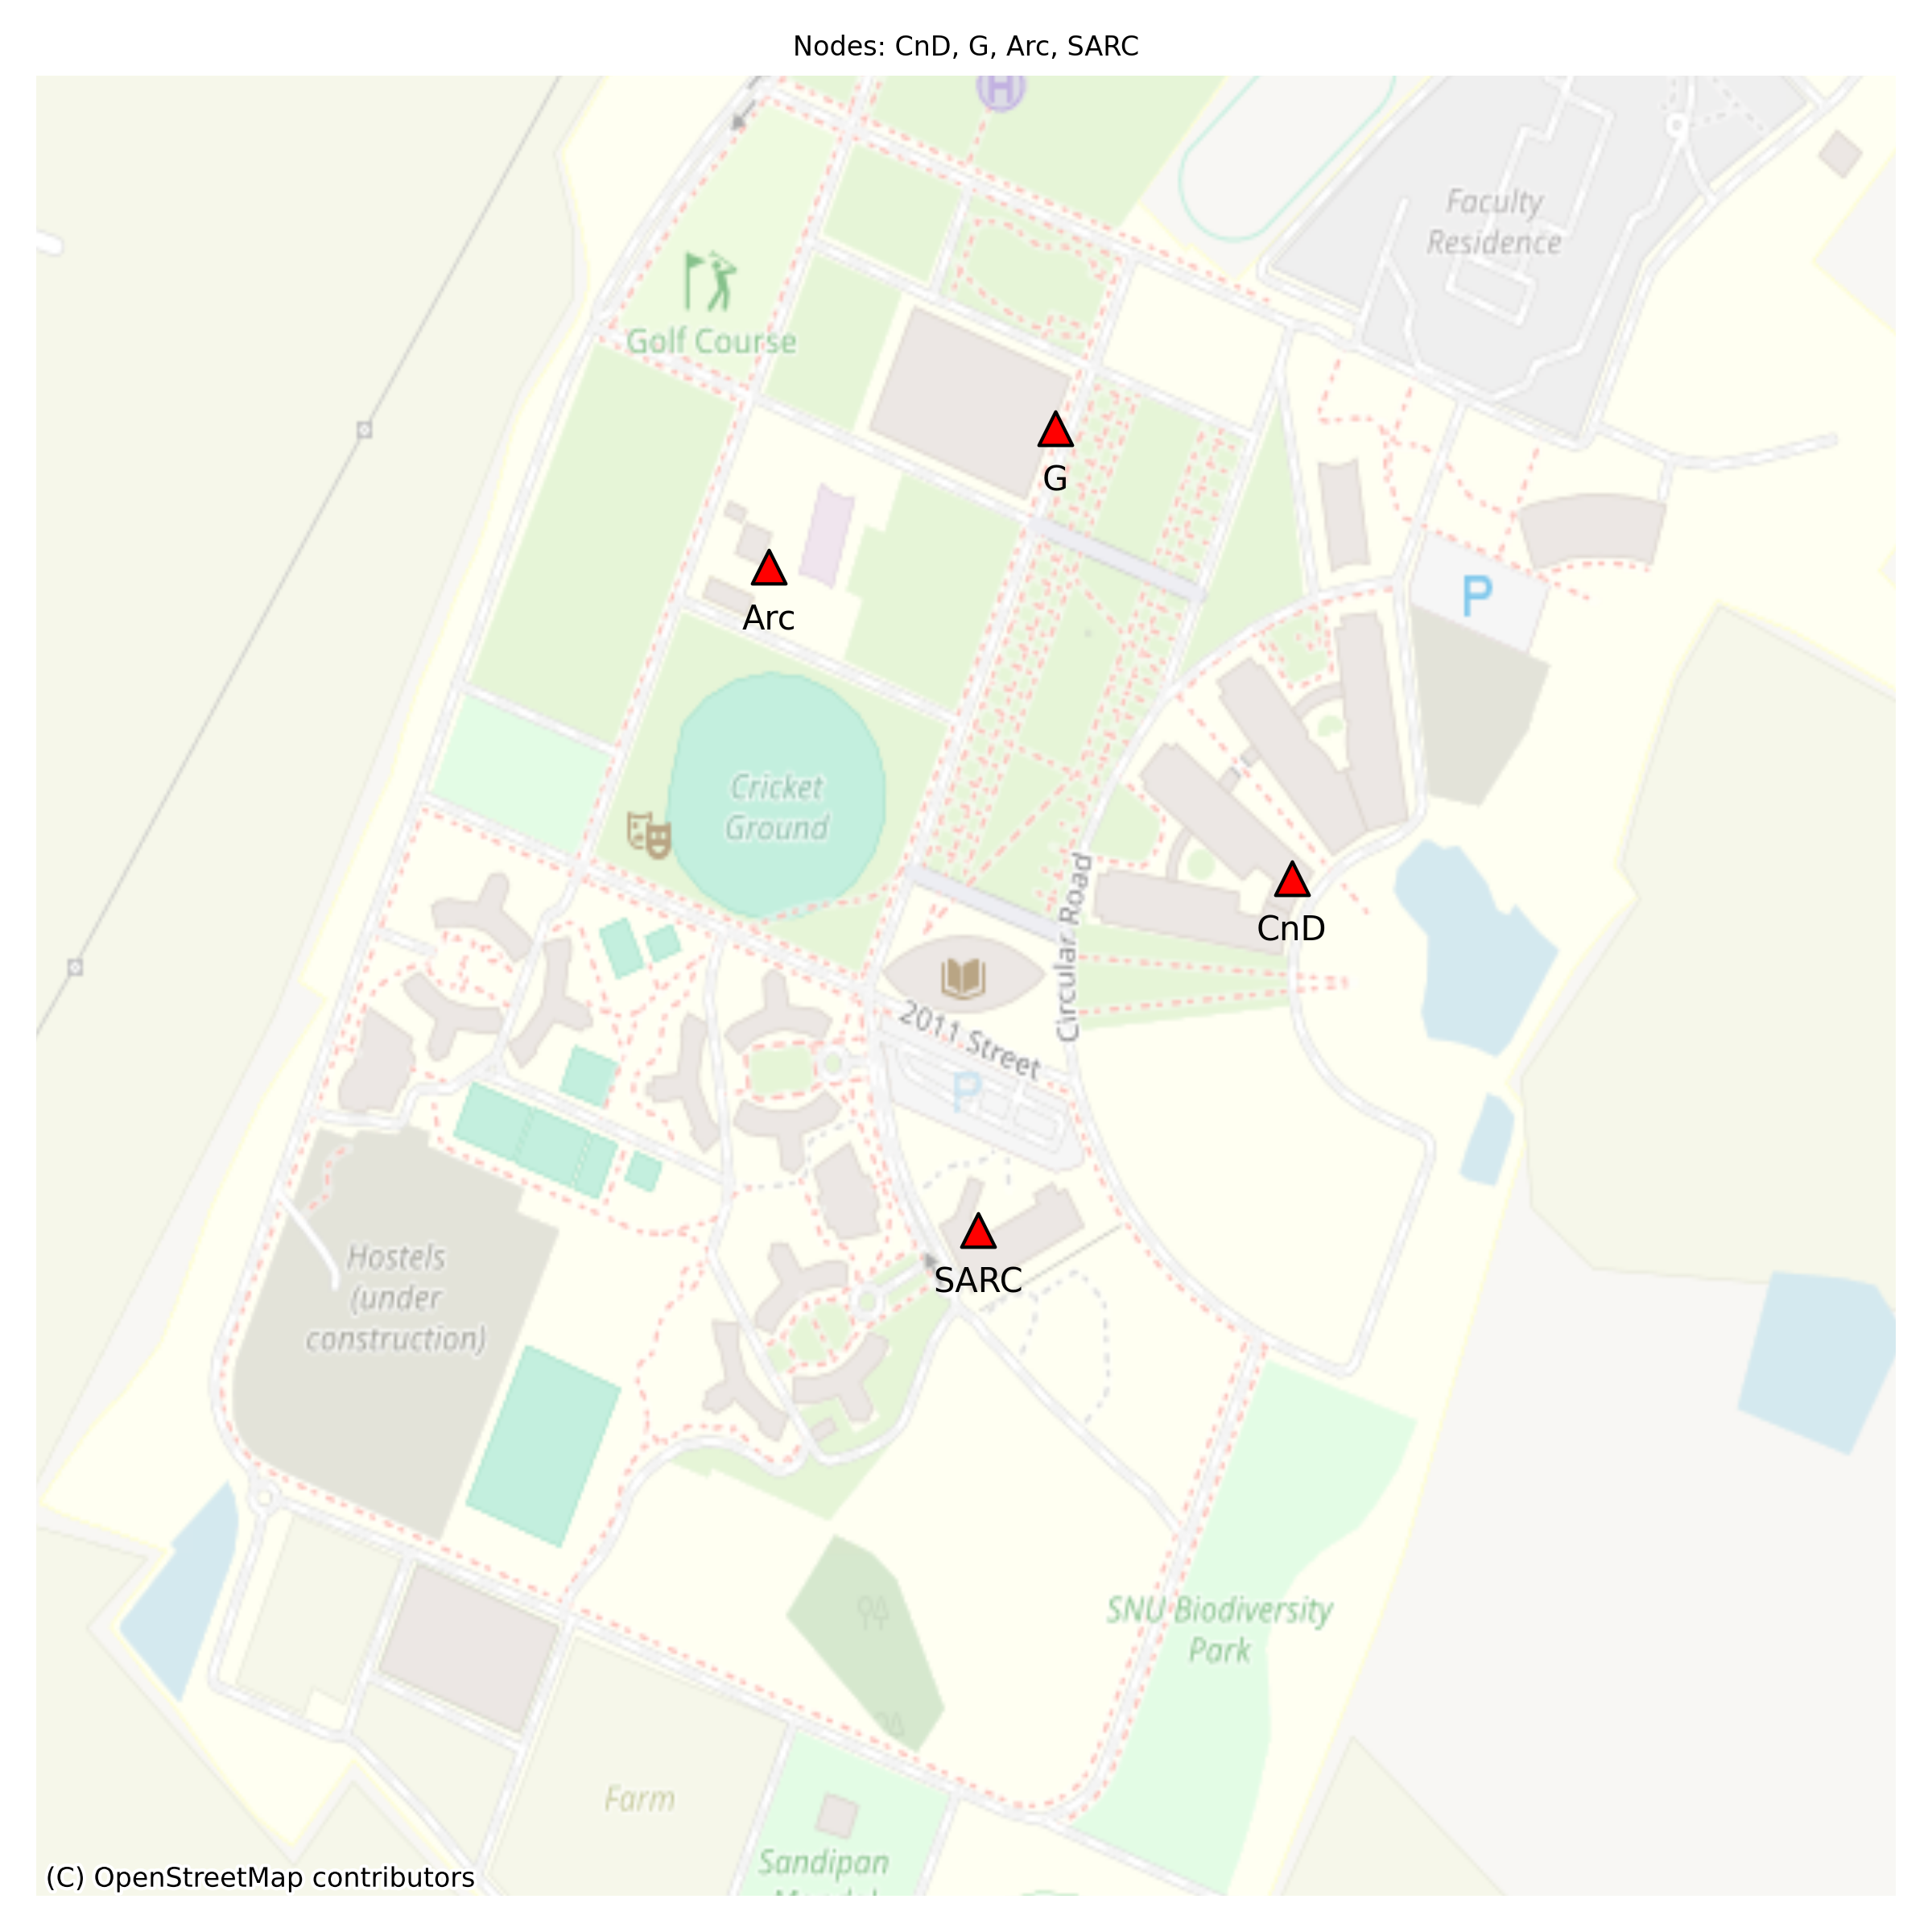 Nodes: CnD, G, Arc, SARC
H
Faculty
Residence
Golf Course
G
P
Arc
Cricket
Ground
CnD
Circular Road
2011 Street
P
SARC
Hostels
(under
construction)
SNU Biodiversity
Park
Farm
Sandipan
(C) OpenStreetMap contributors